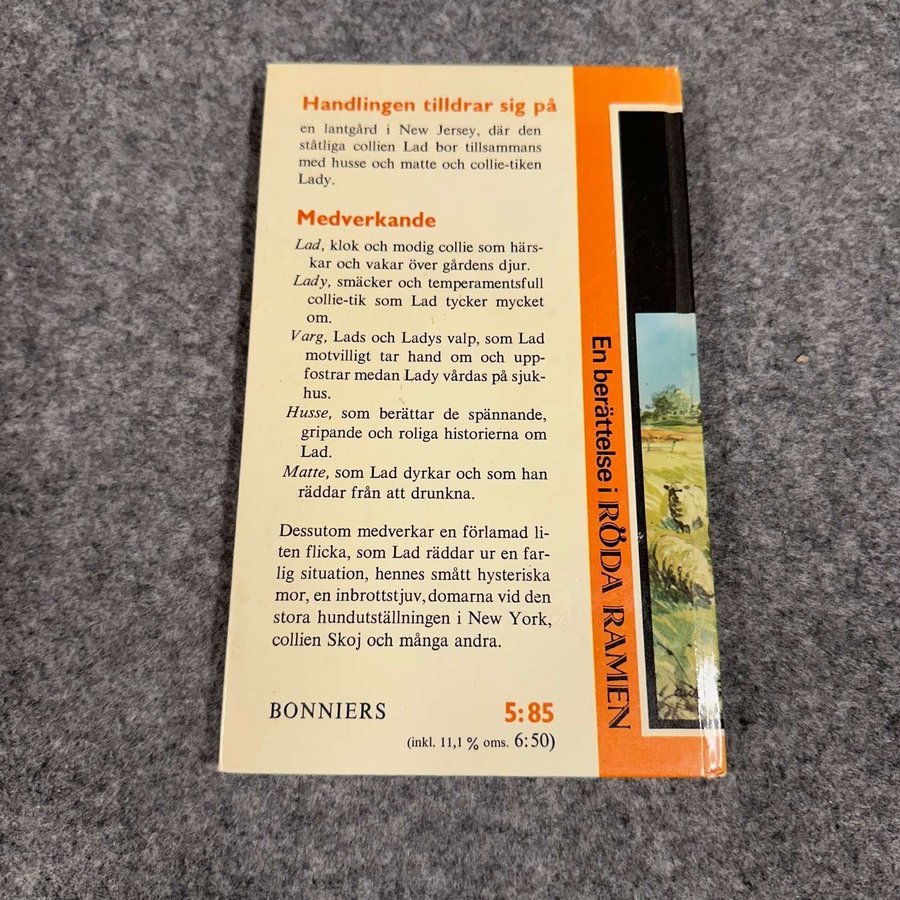 Handlingen tilldrar sig på
en lantgård i New Jersey, där den
ståtliga collien Lad bor tillsammans
med husse och matte och collie-tiken
Lady.
Medverkande
Lad, klok och modig collie som härs-
kar och vakar över gårdens djur.
Lady, smäcker och temperamentsfull
collie-tik som Lad tycker mycket
om.
Varg, Lads och Ladys valp, som Lad
motvilligt tar hand om och upp-
fostrar medan Lady vårdas på sjuk-
hus.
Husse, som berättar de spännande,
gripande och roliga historierna om
Lad.
Matte, som Lad dyrkar och som han
räddar från att drunkna.
Dessutom medverkar en förlamad li-
ten flicka, som Lad räddar ur en far-
lig situation, hennes smått hysteriska
mor, en inbrottstjuv, domarna vid den
stora hundutställningen i New York,
collien Skoj och många andra.
BONNIERS 5:85
(inkl. 11,1 % oms. 6:50)
En berättelse i RÖDA RAMEN